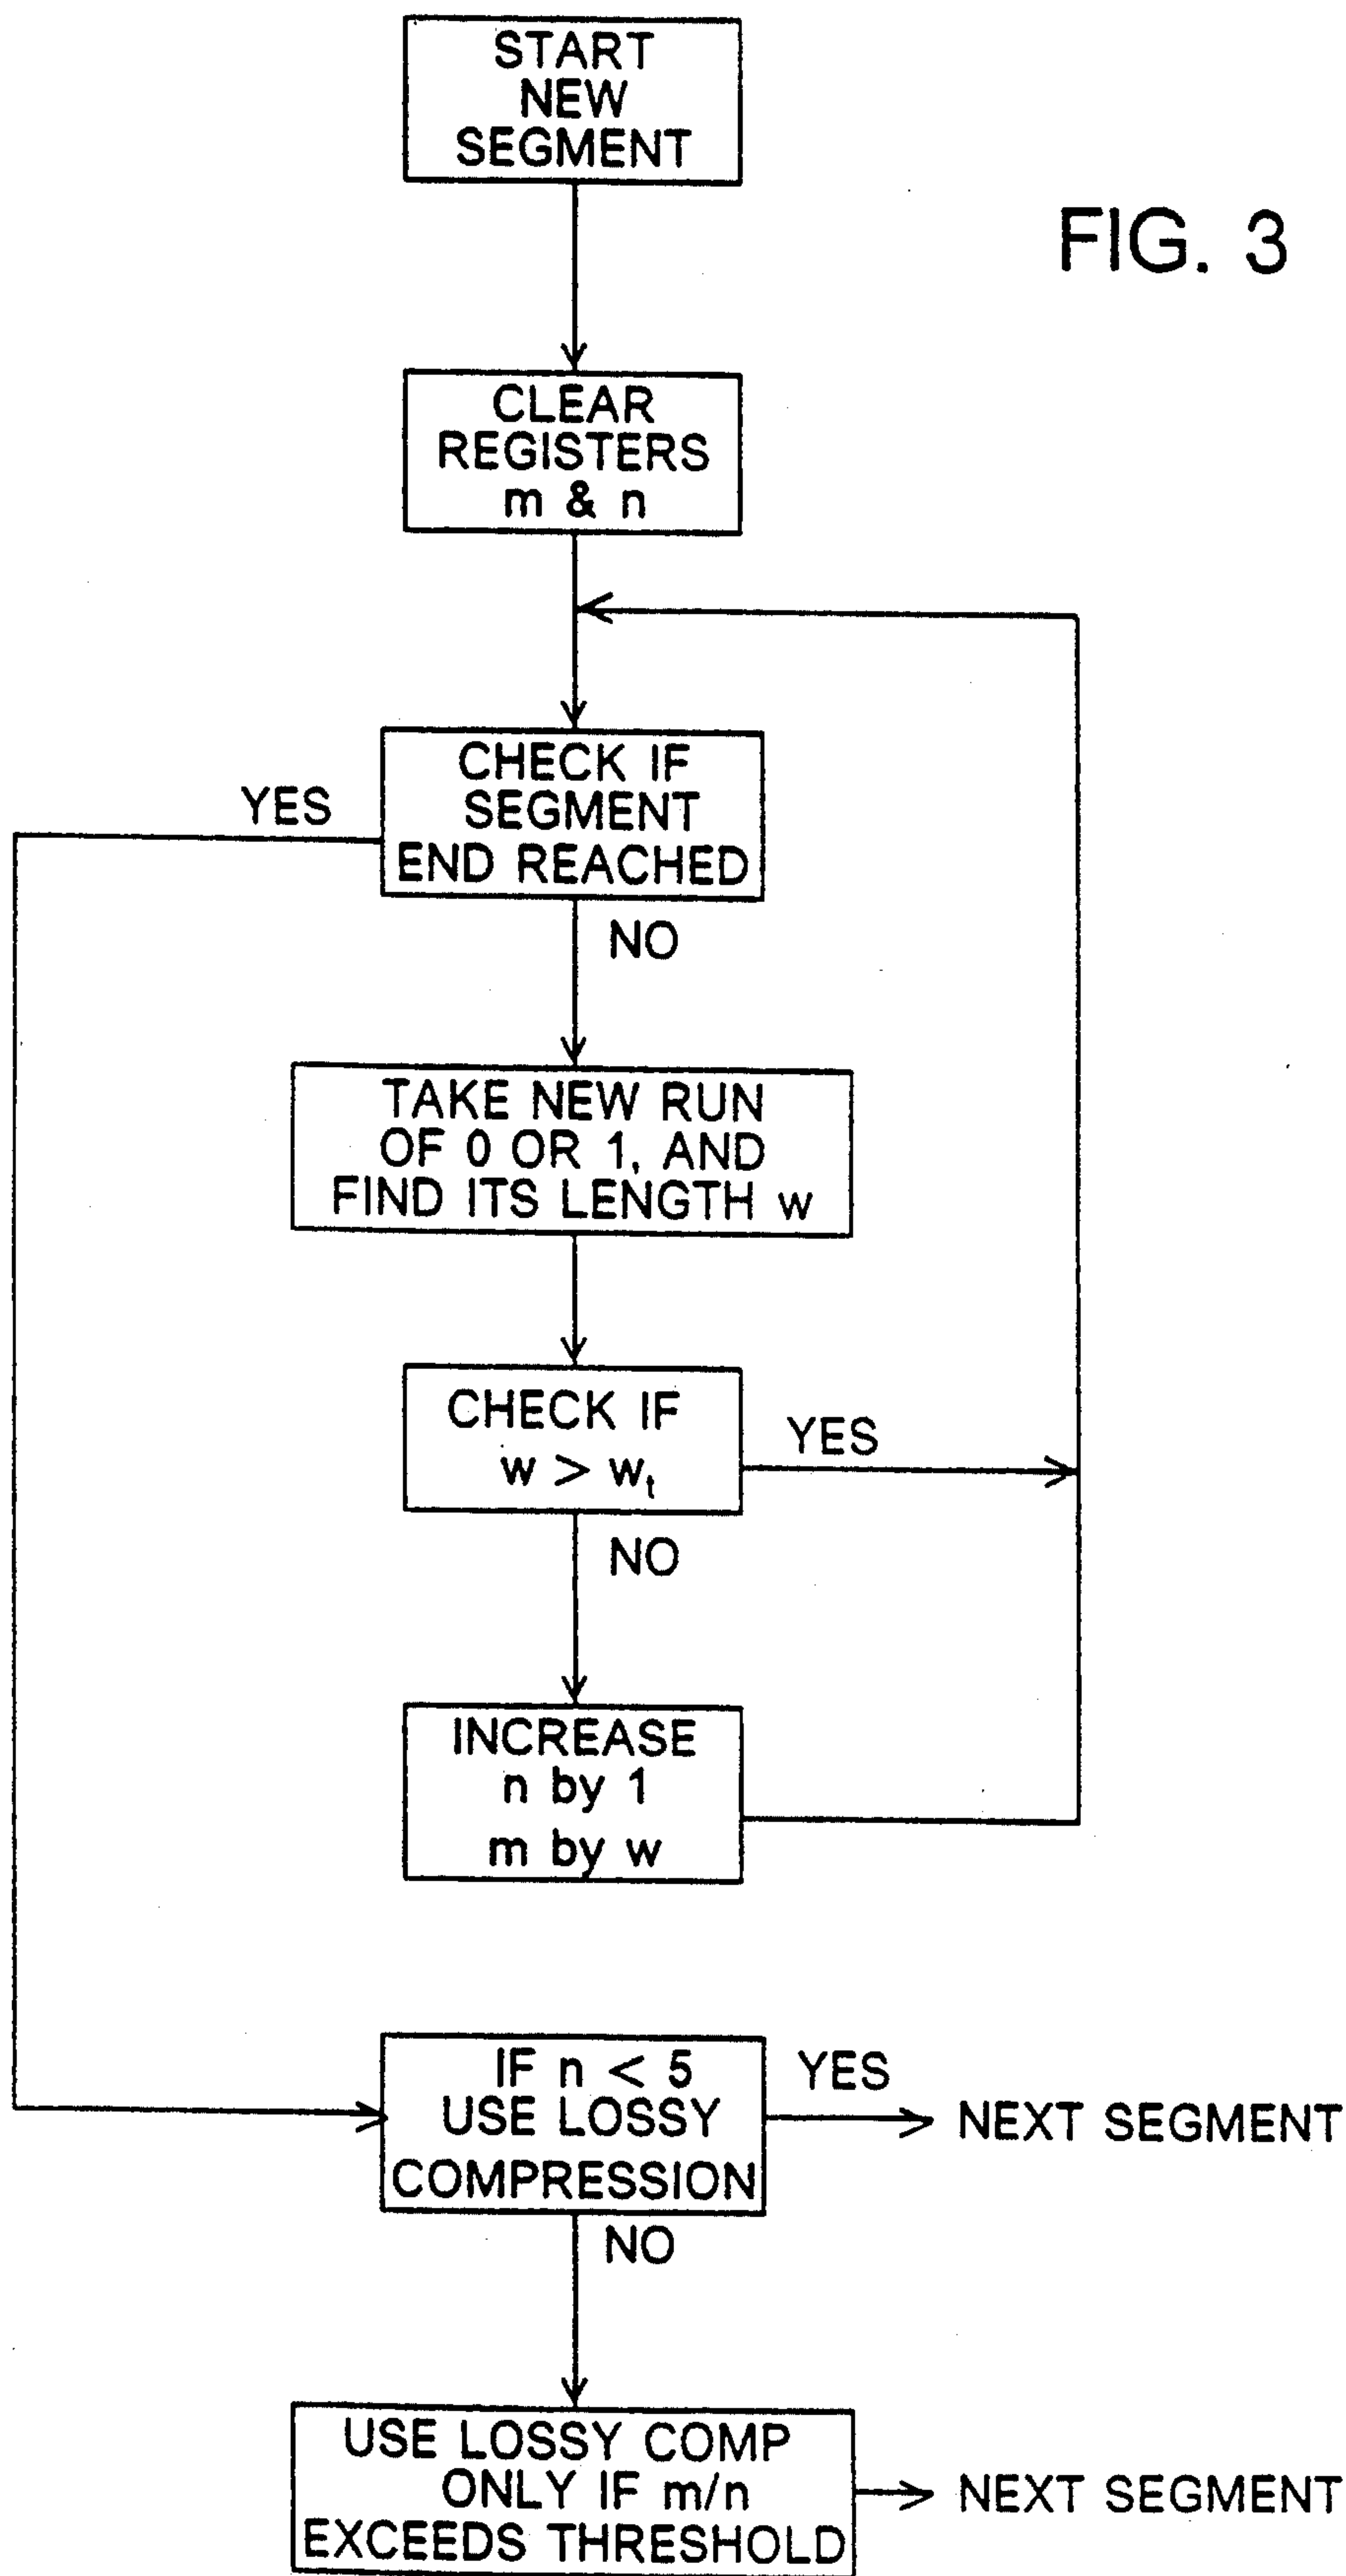 START
NEW
SEGMENT
FIG. 3
CLEAR
REGISTERS
m & n
CHECK IF
SEGMENT
END REACHED
YES
NO
TAKE NEW RUN
OF 0 OR 1, AND
FIND ITS LENGTH w
CHECK IF
w > wₜ
YES
NO
INCREASE
n by 1
m by w
IF n < 5
USE LOSSY
COMPRESSION
YES
NEXT SEGMENT
NO
USE LOSSY COMP
ONLY IF m/n
EXCEEDS THRESHOLD
NEXT SEGMENT